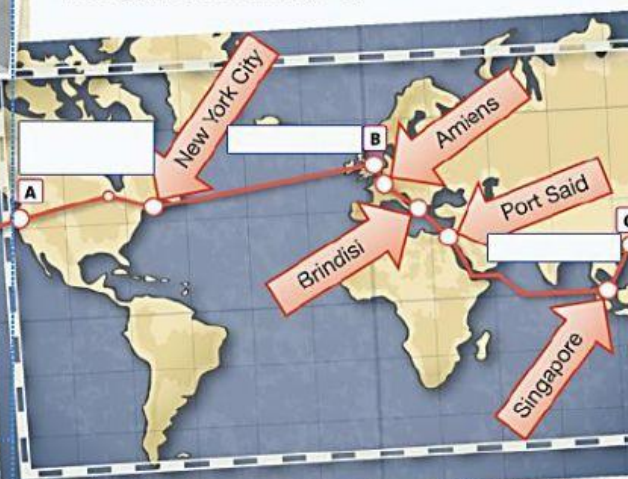 New York City
B
Amiens
A
Port Said
Brindisi
Singapore